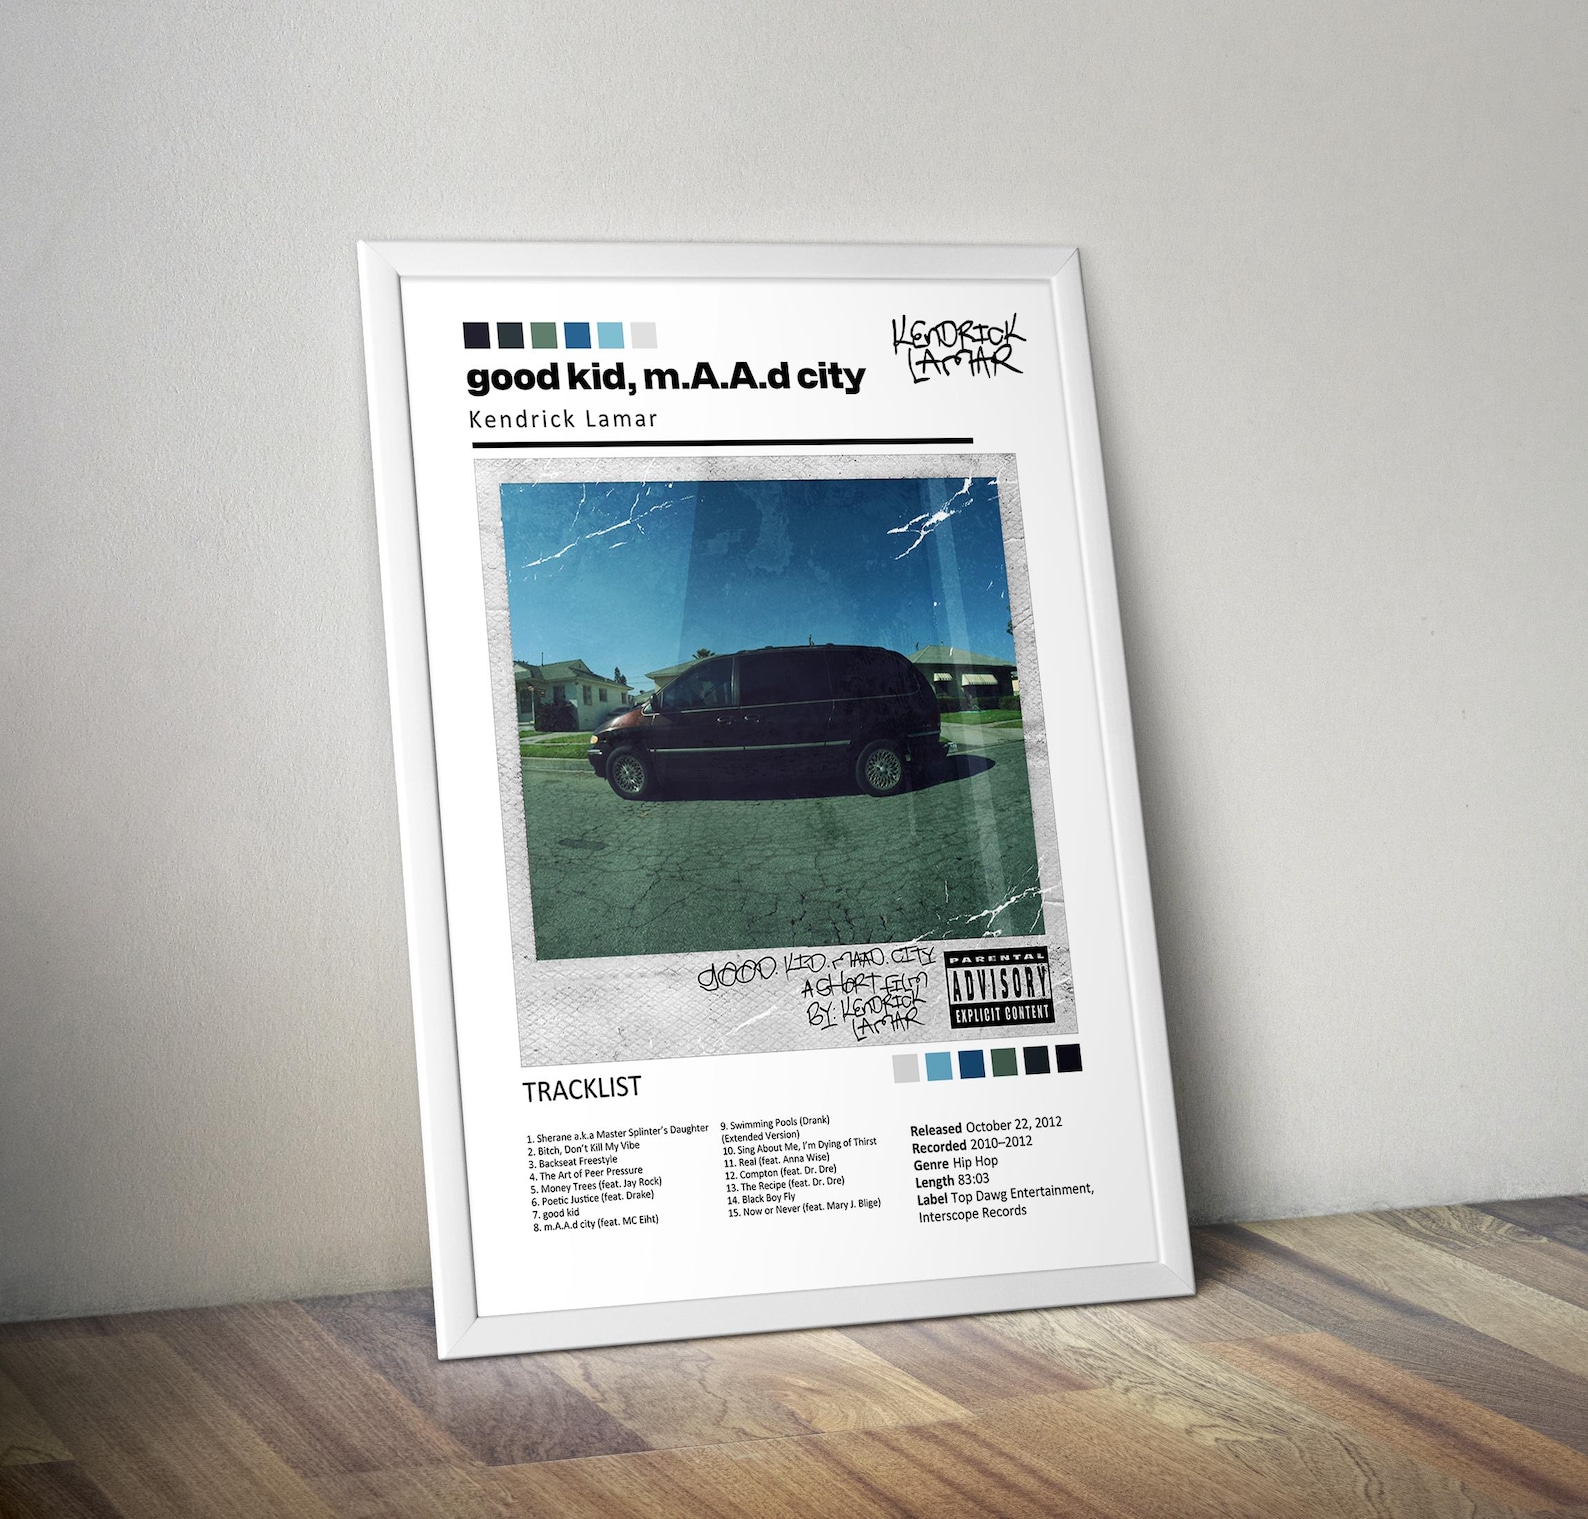 good kid, m.A.A.d city
KENDRICK
LAMAR
Kendrick Lamar
GOOD. KID. MAAD. CITY
A SHORT FILM
BY: KENDRICK
LAMAR
PARENTAL
ADVISORY
EXPLICIT CONTENT
TRACKLIST
1. Sherane a.k.a Master Splinter's Daughter
2. Bitch, Don't Kill My Vibe
3. Backseat Freestyle
4. The Art of Peer Pressure
5. Money Trees (feat. Jay Rock)
6. Poetic Justice (feat. Drake)
7. good kid
8. m.A.A.d city (feat. MC Eiht)
9. Swimming Pools (Drank)
(Extended Version)
10. Sing About Me, I'm Dying of Thirst
11. Real (feat. Anna Wise)
12. Compton (feat. Dr. Dre)
13. The Recipe (feat. Dr. Dre)
14. Black Boy Fly
15. Now or Never (feat. Mary J. Blige)
Released October 22, 2012
Recorded 2010–2012
Genre Hip Hop
Length 83:03
Label Top Dawg Entertainment,
Interscope Records